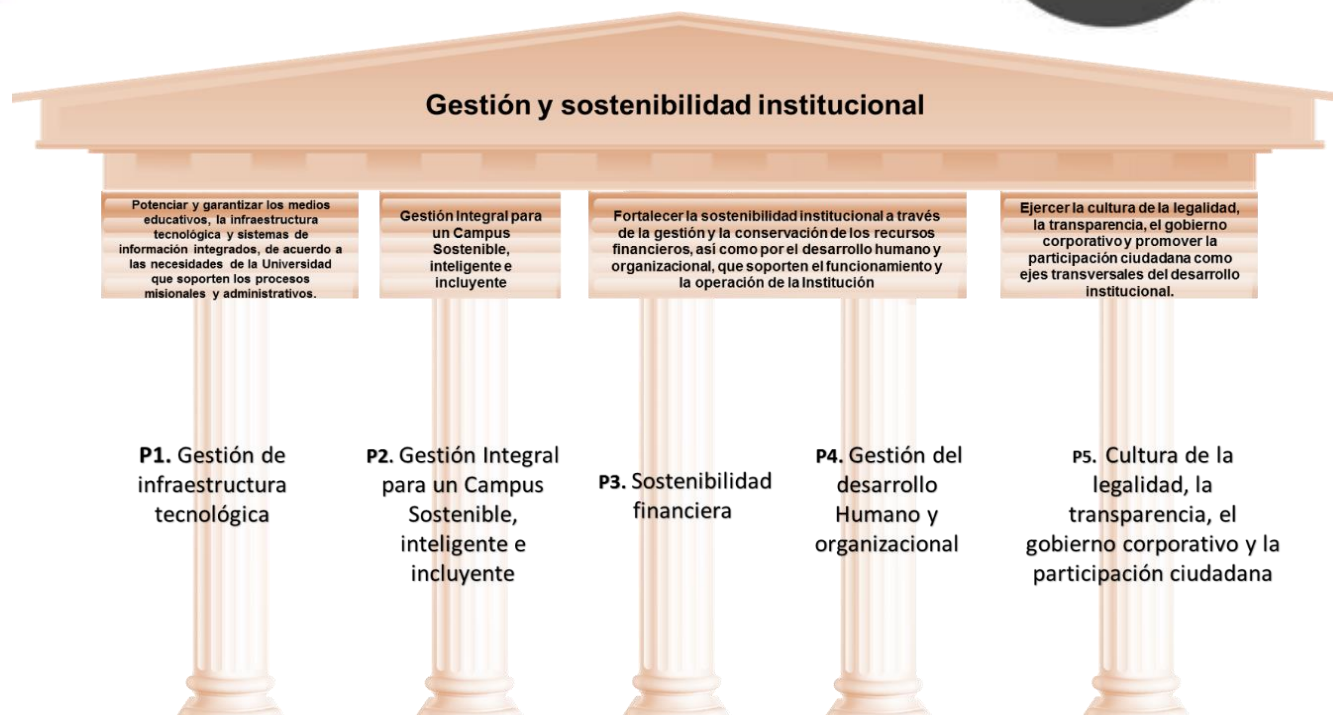 Gestión y sostenibilidad institucional
Potenciar y garantizar los medios
educativos, la infraestructura
tecnológica y sistemas de
información integrados, de acuerdo a
las necesidades de la Universidad
que soporten los procesos
misionales y administrativos.
Gestión Integral para
un Campus
Sostenible,
inteligente e
incluyente
Fortalecer la sostenibilidad institucional a través
de la gestión y la conservación de los recursos
financieros, así como por el desarrollo humano y
organizacional, que soporten el funcionamiento y
la operación de la Institución
Ejercer la cultura de la legalidad,
la transparencia, el gobierno
corporativo y promover la
participación ciudadana como
ejes transversales del desarrollo
institucional.
P1. Gestión de
infraestructura
tecnológica
P2. Gestión Integral
para un Campus
Sostenible,
inteligente e
incluyente
P3. Sostenibilidad
financiera
P4. Gestión del
desarrollo
Humano y
organizacional
P5. Cultura de la
legalidad, la
transparencia, el
gobierno corporativo y la
participación ciudadana